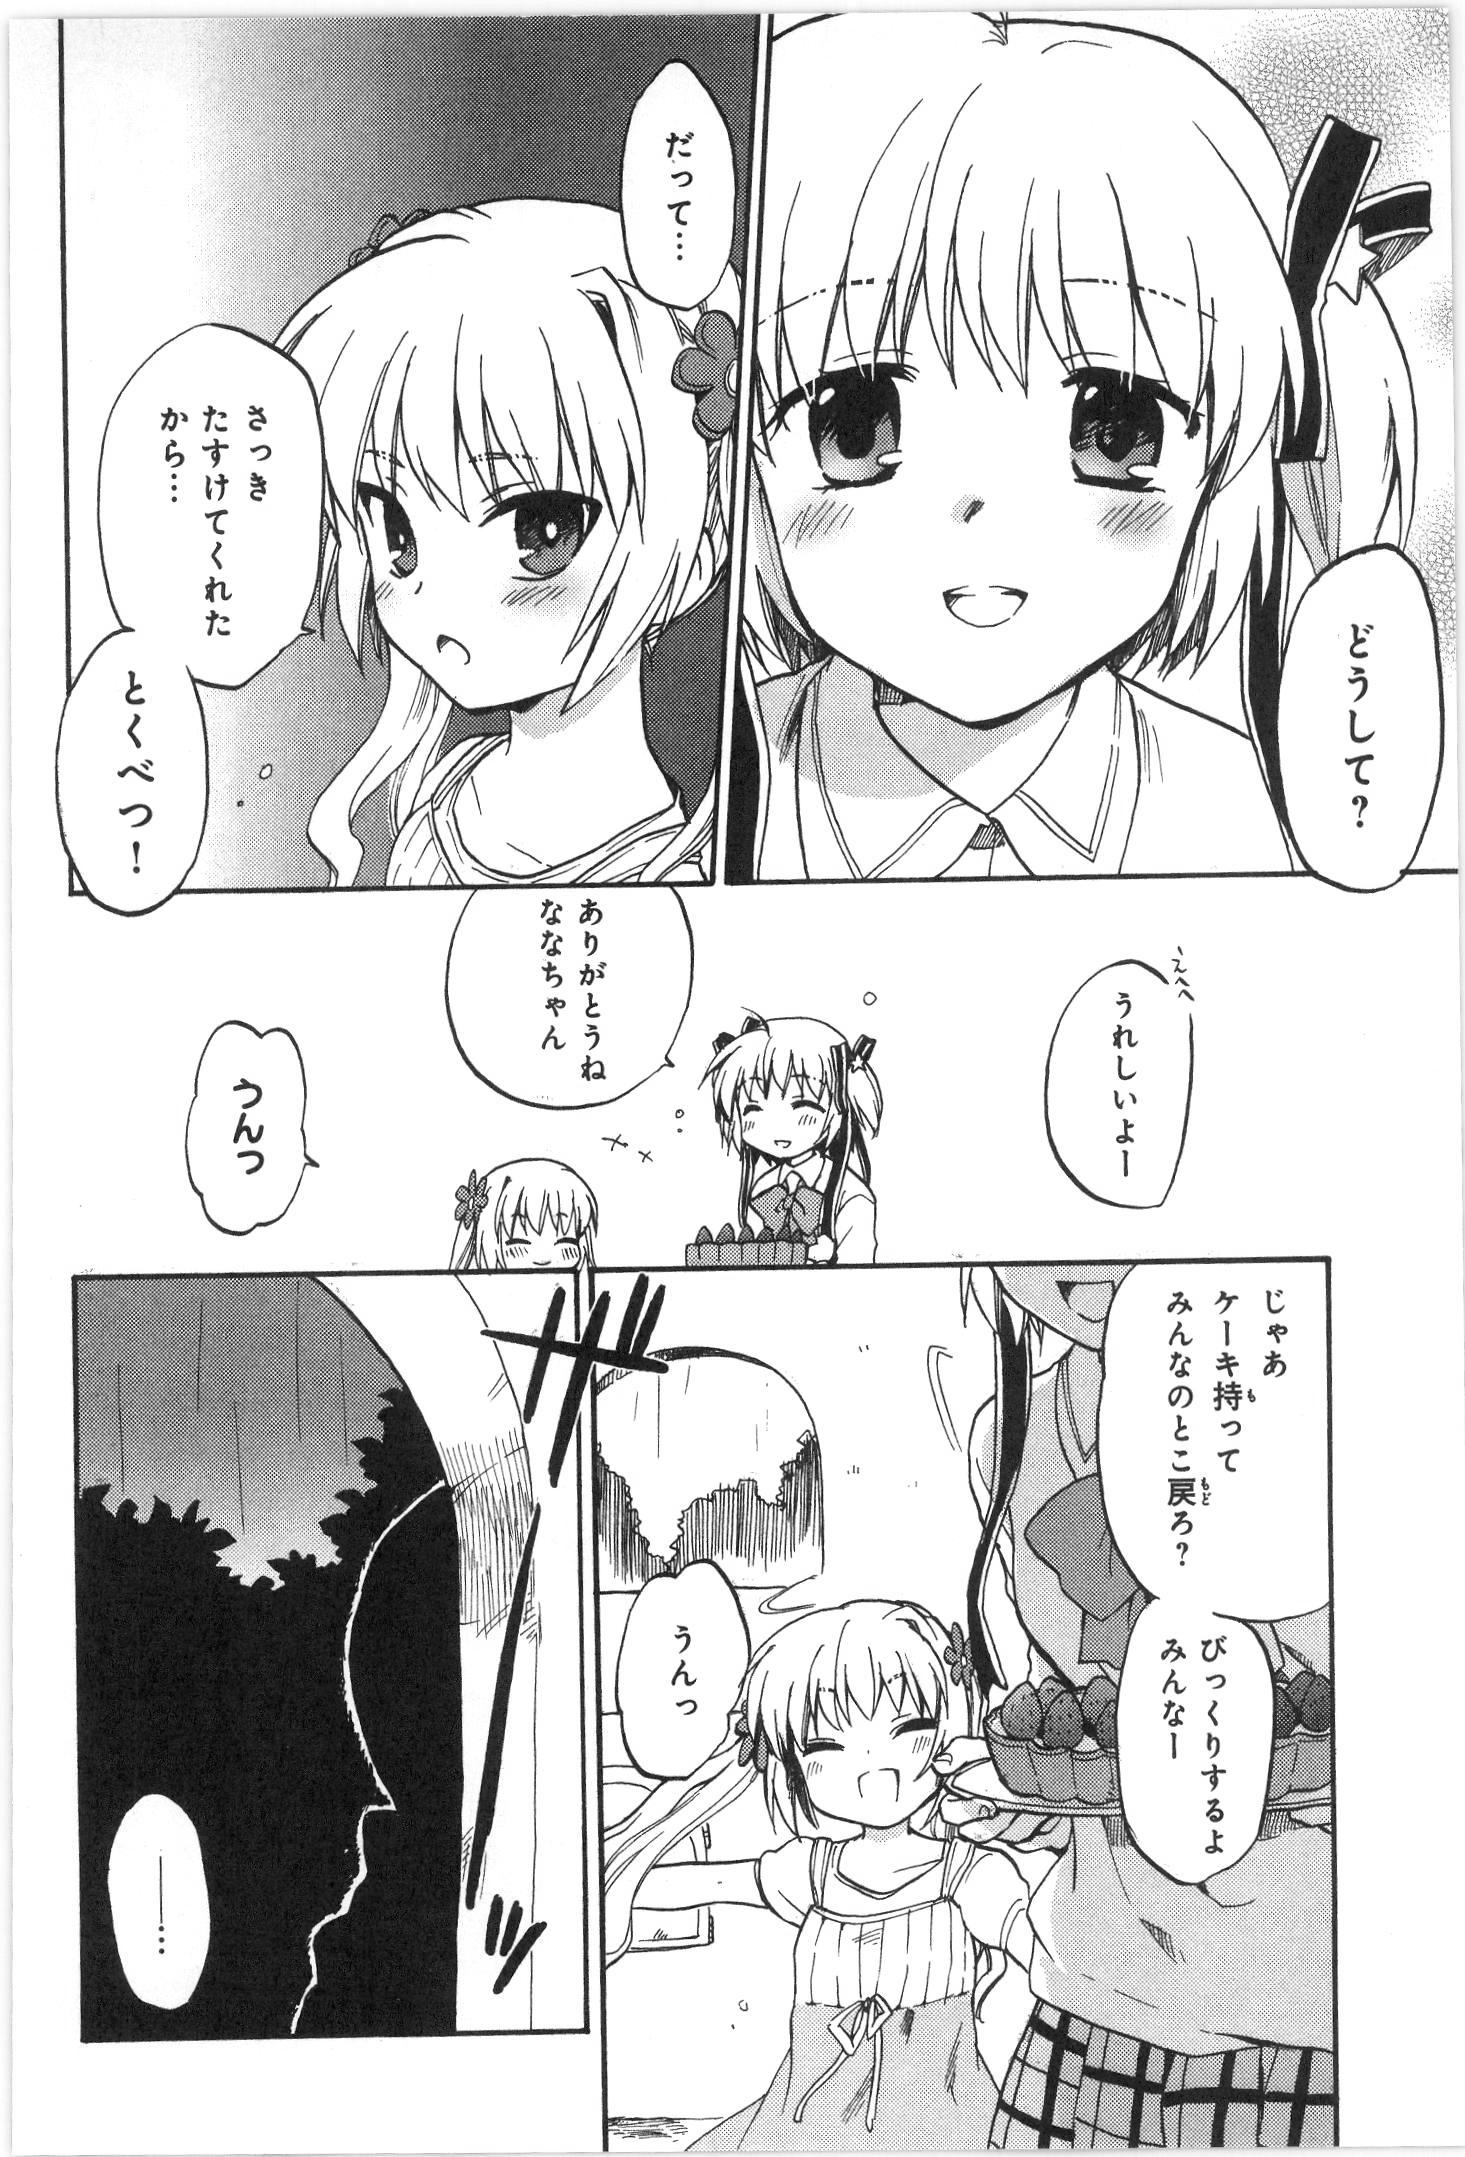 どうして?
だって…
さっき
たすけてくれた
から…
とくべつ!
えへへ
うれしいよー
ありがとうね
ななちゃん
うんっ
じゃあ
ケーキ持って
みんなのとこ戻ろ?
びっくりするよ
みんなー
うんっ
ギッ
―…